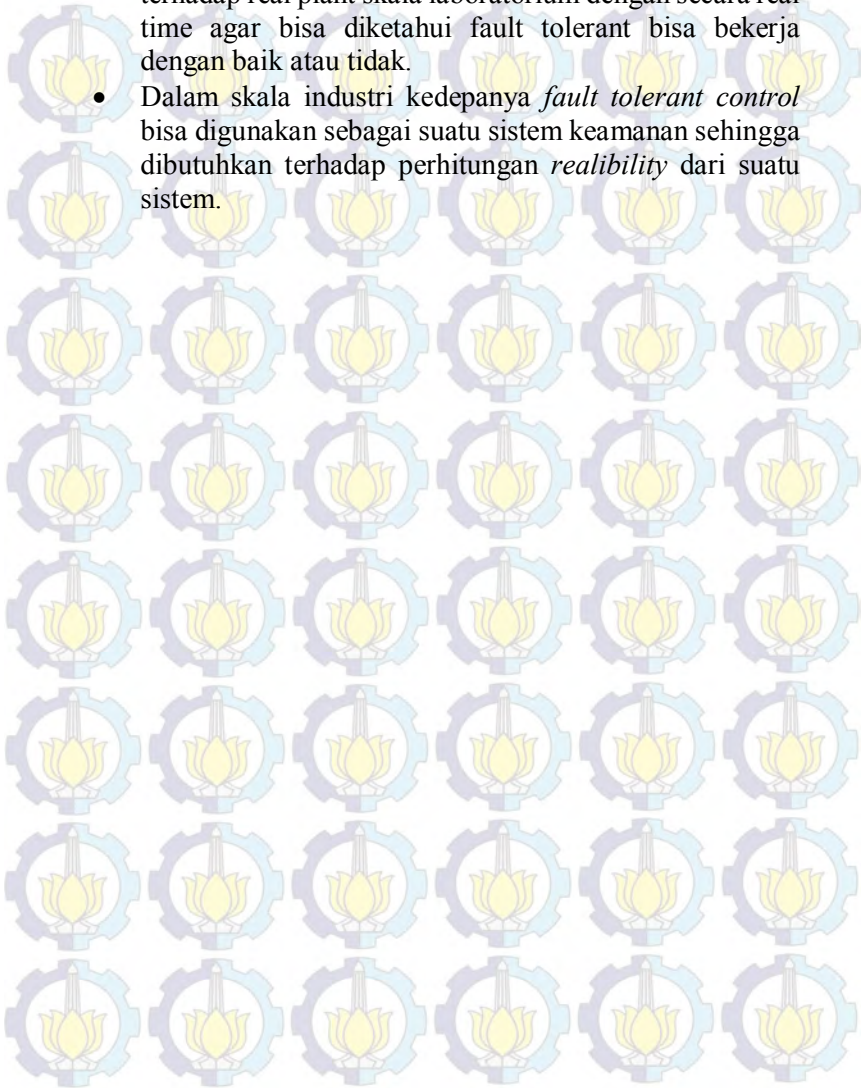 terhadap real plant skala laboratorium dengan secara real
time agar bisa diketahui fault tolerant bisa bekerja
dengan baik atau tidak.
• Dalam skala industri kedepanya fault tolerant control
bisa digunakan sebagai suatu sistem keamanan sehingga
dibutuhkan terhadap perhitungan realibility dari suatu
sistem.